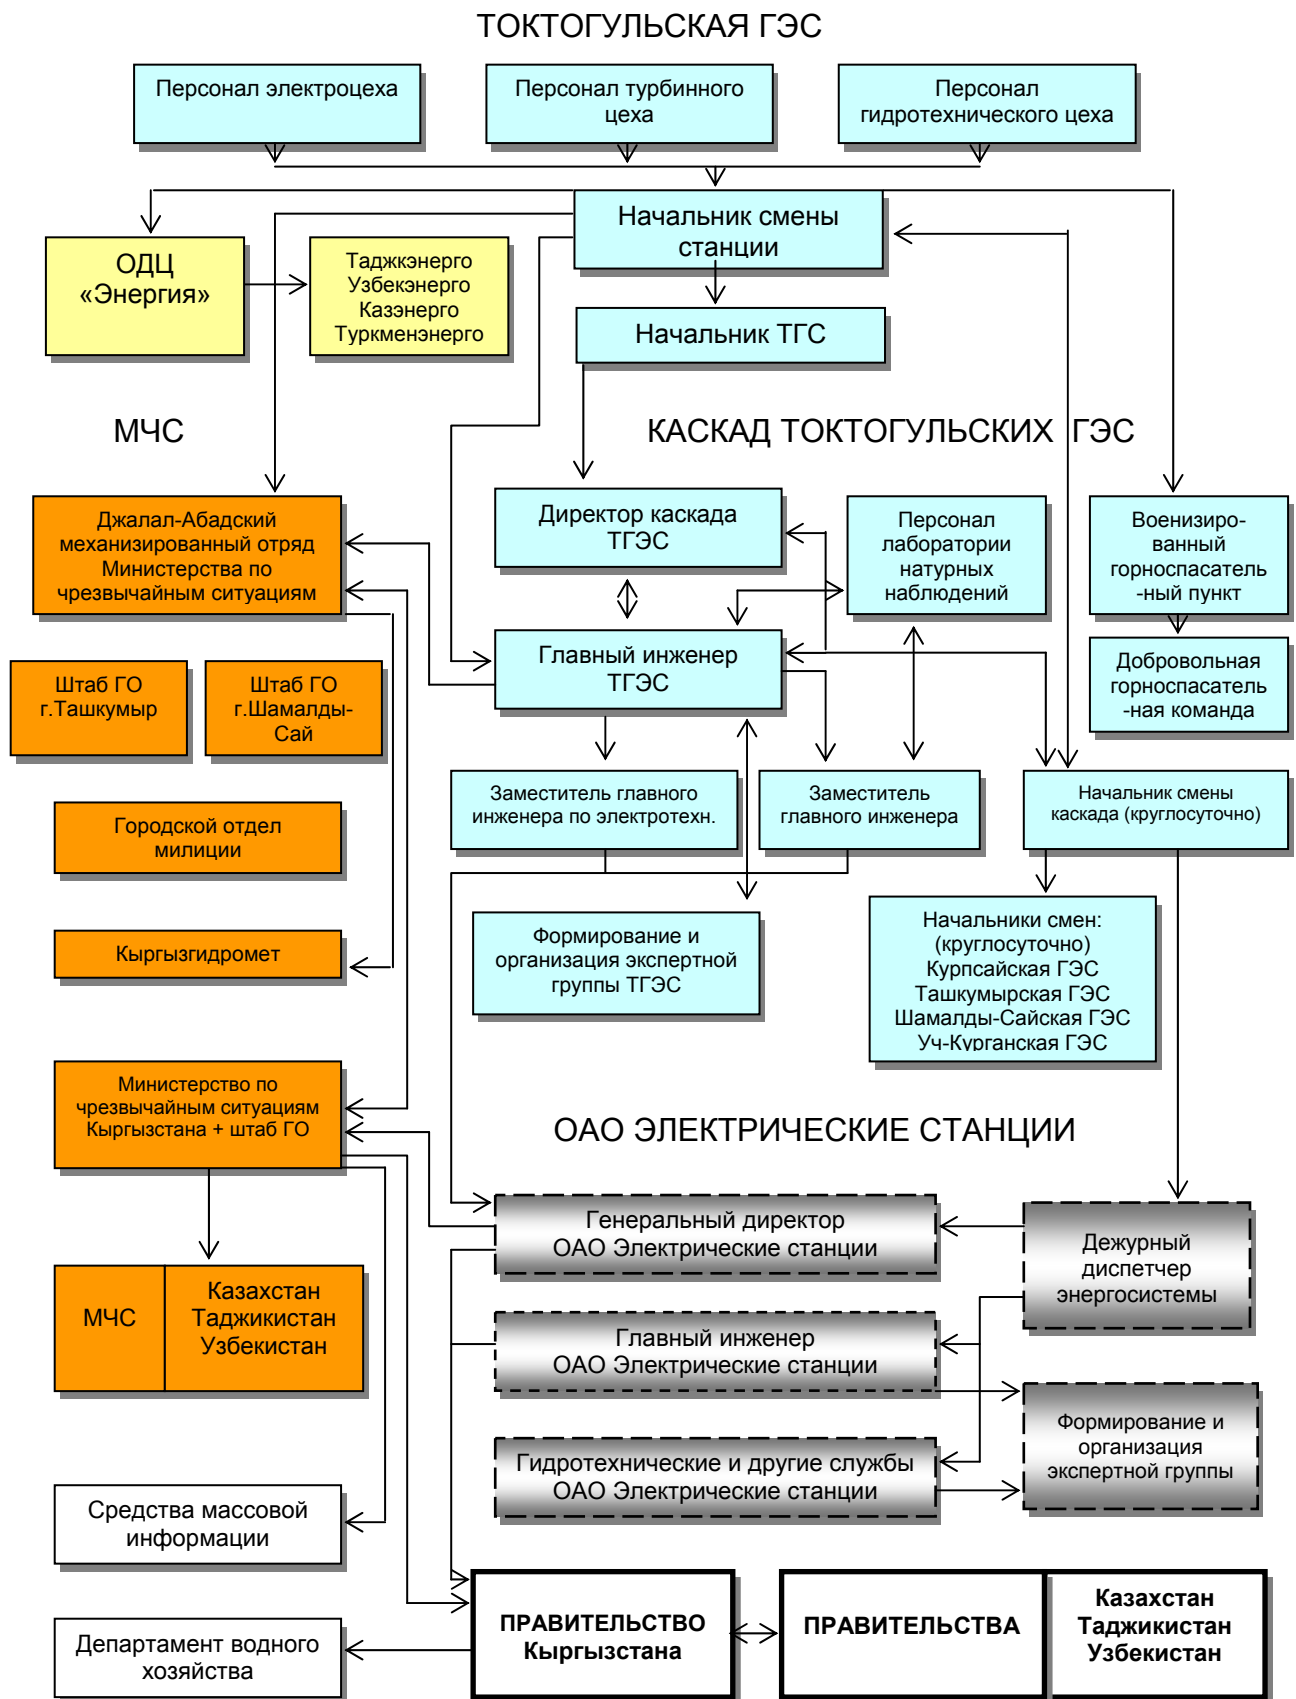 ТОКТОГУЛЬСКАЯ ГЭС
Персонал электроцеха
Персонал турбинного
цеха
Персонал
гидротехнического цеха
Начальник смены
станции
ОДЦ
«Энергия»
Таджкэнерго
Узбекэнерго
Казэнерго
Туркменэнерго
Начальник ТГС
МЧС
КАСКАД ТОКТОГУЛЬСКИХ ГЭС
Джалал-Абадский
механизированный отряд
Министерства по
чрезвычайным ситуациям
Директор каскада
ТГЭС
Персонал
лаборатории
натурных
наблюдений
Военизиро-
ванный
горноспасатель
-ный пункт
Штаб ГО
г.Ташкумыр
Штаб ГО
г.Шамалды-
Сай
Главный инженер
ТГЭС
Добровольная
горноспасатель
-ная команда
Городской отдел
милиции
Заместитель главного
инженера по электротехн.
Заместитель
главного инженера
Начальник смены
каскада (круглосуточно)
Кыргызгидромет
Формирование и
организация экспертной
группы ТГЭС
Начальники смен:
(круглосуточно)
Курпсайская ГЭС
Ташкумырская ГЭС
Шамалды-Сайская ГЭС
Уч-Курганская ГЭС
Министерство по
чрезвычайным ситуациям
Кыргызстана + штаб ГО
ОАО ЭЛЕКТРИЧЕСКИЕ СТАНЦИИ
Генеральный директор
ОАО Электрические станции
Дежурный
диспетчер
энергосистемы
МЧС
Казахстан
Таджикистан
Узбекистан
Главный инженер
ОАО Электрические станции
Формирование и
организация
экспертной группы
Гидротехнические и другие службы
ОАО Электрические станции
Средства массовой
информации
Департамент водного
хозяйства
ПРАВИТЕЛЬСТВО
Кыргызстана
ПРАВИТЕЛЬСТВА
Казахстан
Таджикистан
Узбекистан